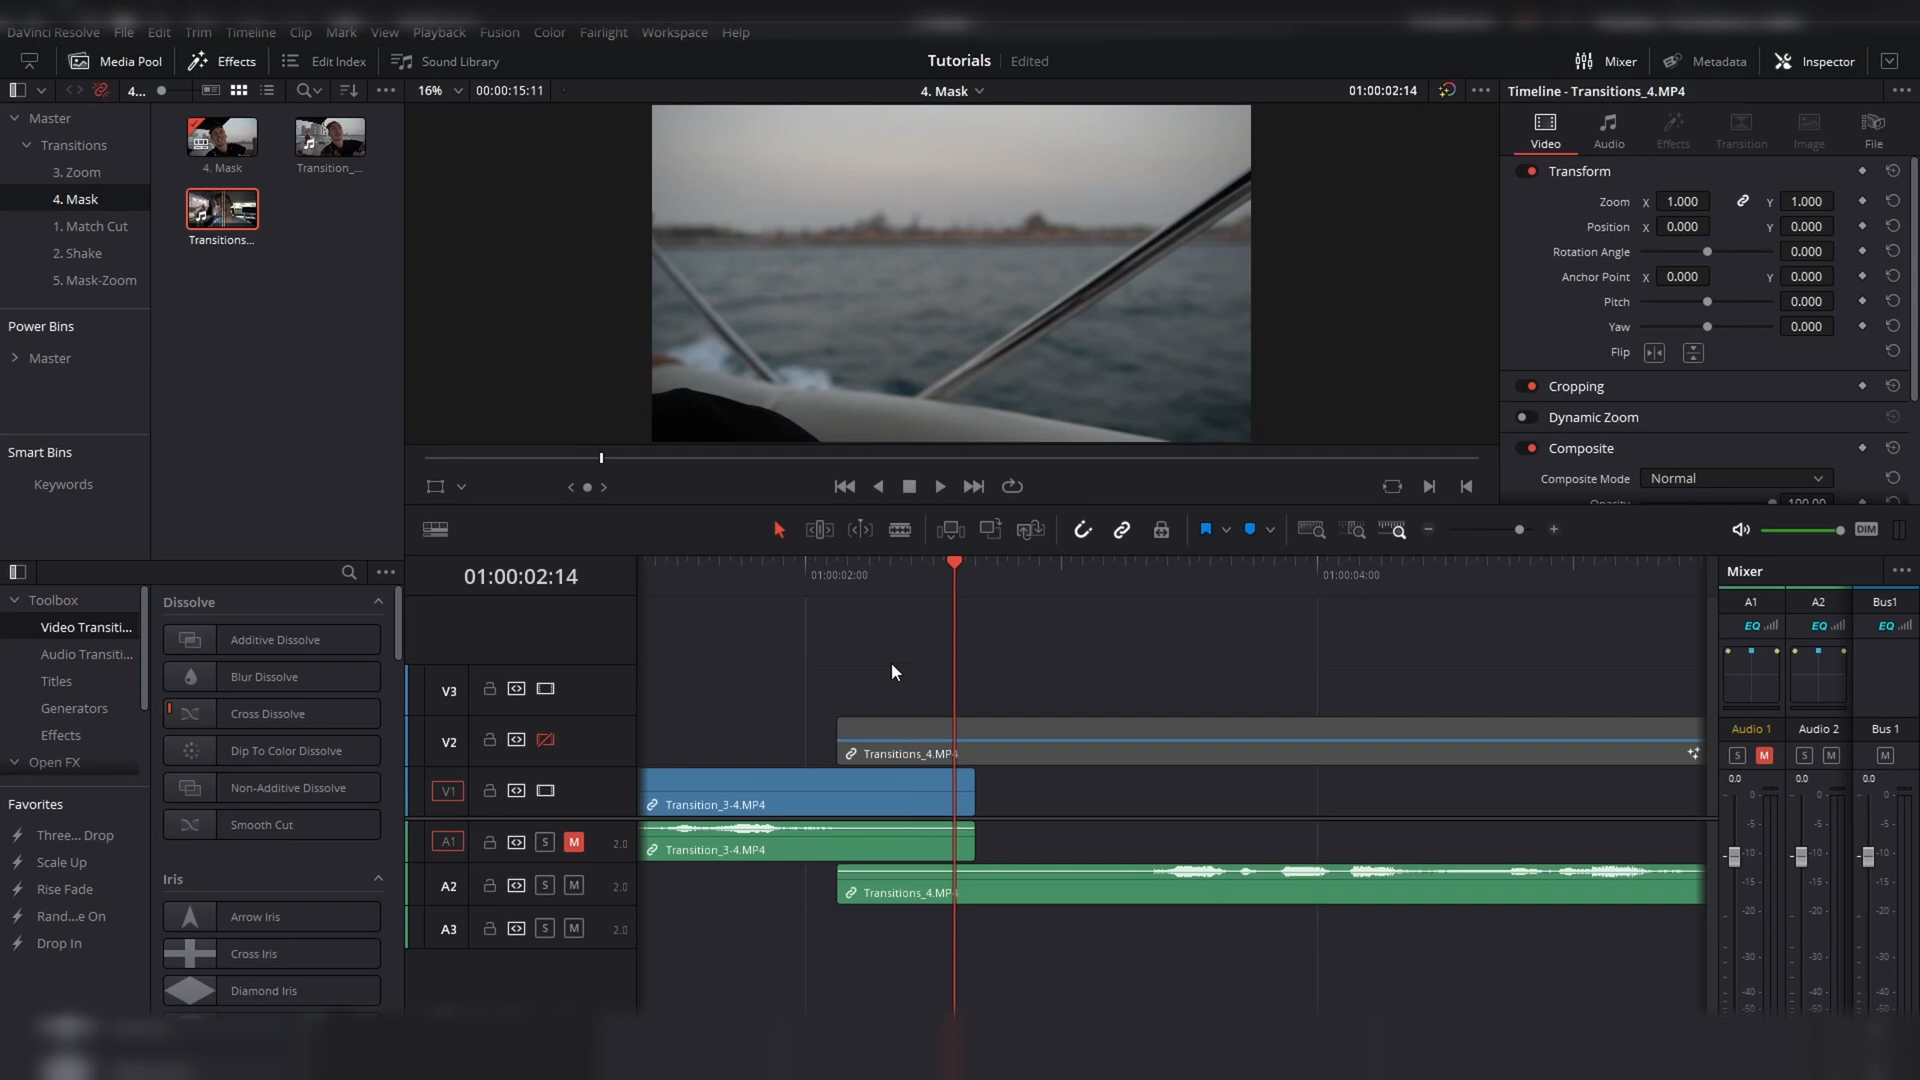 DaVinci Resolve File Edit Trim Timeline Clip Mark View Playback Fusion Color Fairlight Workspace Help
Media Pool Effects Edit Index Sound Library Tutorials Edited Mixer Metadata Inspector
4... 16% 00:00:15:11 4. Mask 01:00:02:14 Timeline - Transitions_4.MP4
Master
Transitions
3. Zoom
4. Mask
1. Match Cut
2. Shake
5. Mask-Zoom
Power Bins
Master
Smart Bins
Keywords
4. Mask Transition_...
Transitions...
Video Audio Effects Transition Image File
Transform
Zoom X 1.000 Y 1.000
Position X 0.000 Y 0.000
Rotation Angle 0.000
Anchor Point X 0.000 Y 0.000
Pitch 0.000
Yaw 0.000
Flip
Cropping
Dynamic Zoom
Composite
Composite Mode Normal
Opacity 100.00
DIM
Toolbox
Video Transiti...
Audio Transiti...
Titles
Generators
Effects
Open FX
Favorites
Three... Drop
Scale Up
Rise Fade
Rand...e On
Drop In
Dissolve
Additive Dissolve
Blur Dissolve
Cross Dissolve
Dip To Color Dissolve
Non-Additive Dissolve
Smooth Cut
Iris
Arrow Iris
Cross Iris
Diamond Iris
01:00:02:14 01:00:02:00 01:00:04:00
V3
V2 Transitions_4.MP4
V1 Transition_3-4.MP4
A1 S M 2.0 Transition_3-4.MP4
A2 S M 2.0 Transitions_4.MP4
A3 S M 2.0
Mixer
A1 A2 Bus1
EQ EQ EQ
Audio 1 Audio 2 Bus 1
S M S M M
0.0 0.0 0.0
0 0 0
-5 -5 -5
-10 -10 -10
-15 -15 -15
-20 -20 -20
-30 -30 -30
-40 -40 -40
-50 -50 -50